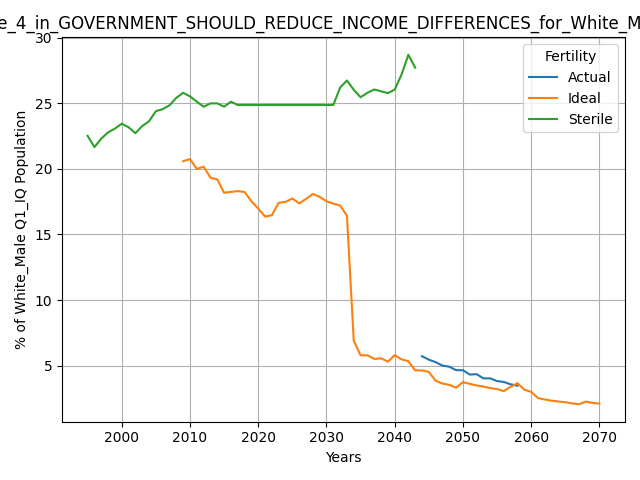 e_4_in_GOVERNMENT_SHOULD_REDUCE_INCOME_DIFFERENCES_for_White_M
% of White_Male Q1_IQ Population
30
25
20
15
10
5
Fertility
Actual
Ideal
Sterile
2000 2010 2020 2030 2040 2050 2060 2070
Years